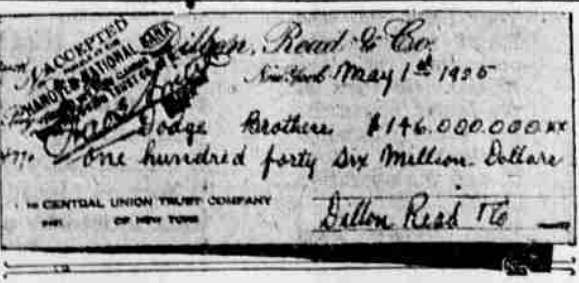 ACCEPTED
HANOVER NATIONAL BANK
Dillon, Read & Co.
New York May 1st 1925
Dodge Brothers $146.000.000 xx
one hundred forty six million Dollars
to CENTRAL UNION TRUST COMPANY
OF NEW YORK
Dillon Read & Co